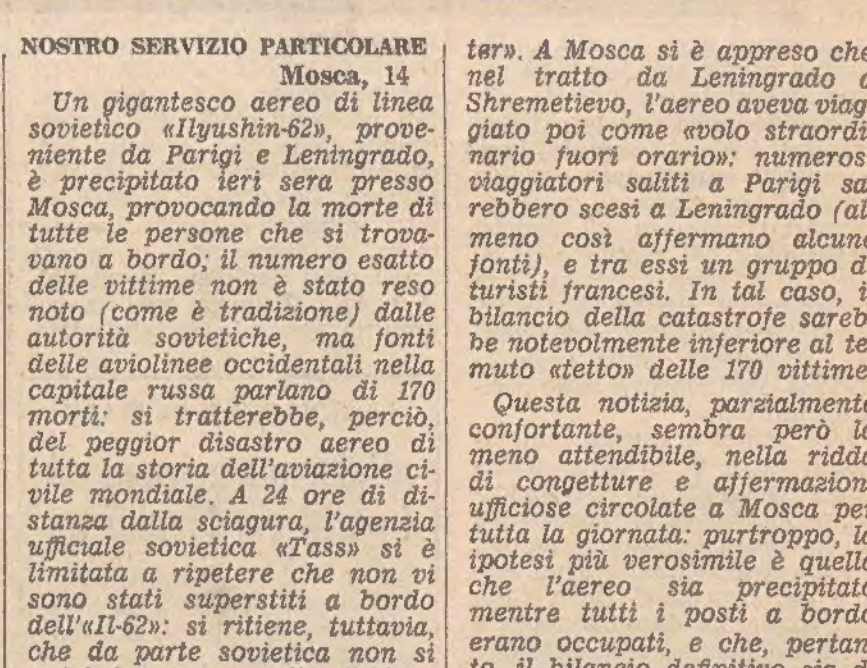 NOSTRO SERVIZIO PARTICOLARE
Mosca, 14
Un gigantesco aereo di linea
sovietico «Ilyushin-62», prove-
niente da Parigi e Leningrado,
è precipitato ieri sera presso
Mosca, provocando la morte di
tutte le persone che si trova-
vano a bordo; il numero esatto
delle vittime non è stato reso
noto (come è tradizione) dalle
autorità sovietiche, ma fonti
delle aviolinee occidentali nella
capitale russa parlano di 170
morti: si tratterebbe, perciò,
del peggior disastro aereo di
tutta la storia dell'aviazione ci-
vile mondiale. A 24 ore di di-
stanza dalla sciagura, l'agenzia
ufficiale sovietica «Tass» si è
limitata a ripetere che non vi
sono stati superstiti a bordo
dell'«Il-62»: si ritiene, tuttavia,
che da parte sovietica non si
ter». A Mosca si è appreso che
nel tratto da Leningrado
Shremetievo, l'aereo aveva viag
giato poi come «volo straordi
nario fuori orario»: numeros
viaggiatori saliti a Parigi sa
rebbero scesi a Leningrado (al
meno così affermano alcune
fonti), e tra essi un gruppo d
turisti francesi. In tal caso, i
bilancio della catastrofe sareb
be notevolmente inferiore al te
muto «tetto» delle 170 vittime
Questa notizia, parzialmente
confortante, sembra però la
meno attendibile, nella ridda
di congetture e affermazion
ufficiose circolate a Mosca per
tutta la giornata: purtroppo, la
ipotesi più verosimile è quella
che l'aereo sia precipitato
mentre tutti i posti a bordo
erano occupati, e che, pertan
to il bilancio definitivo sia